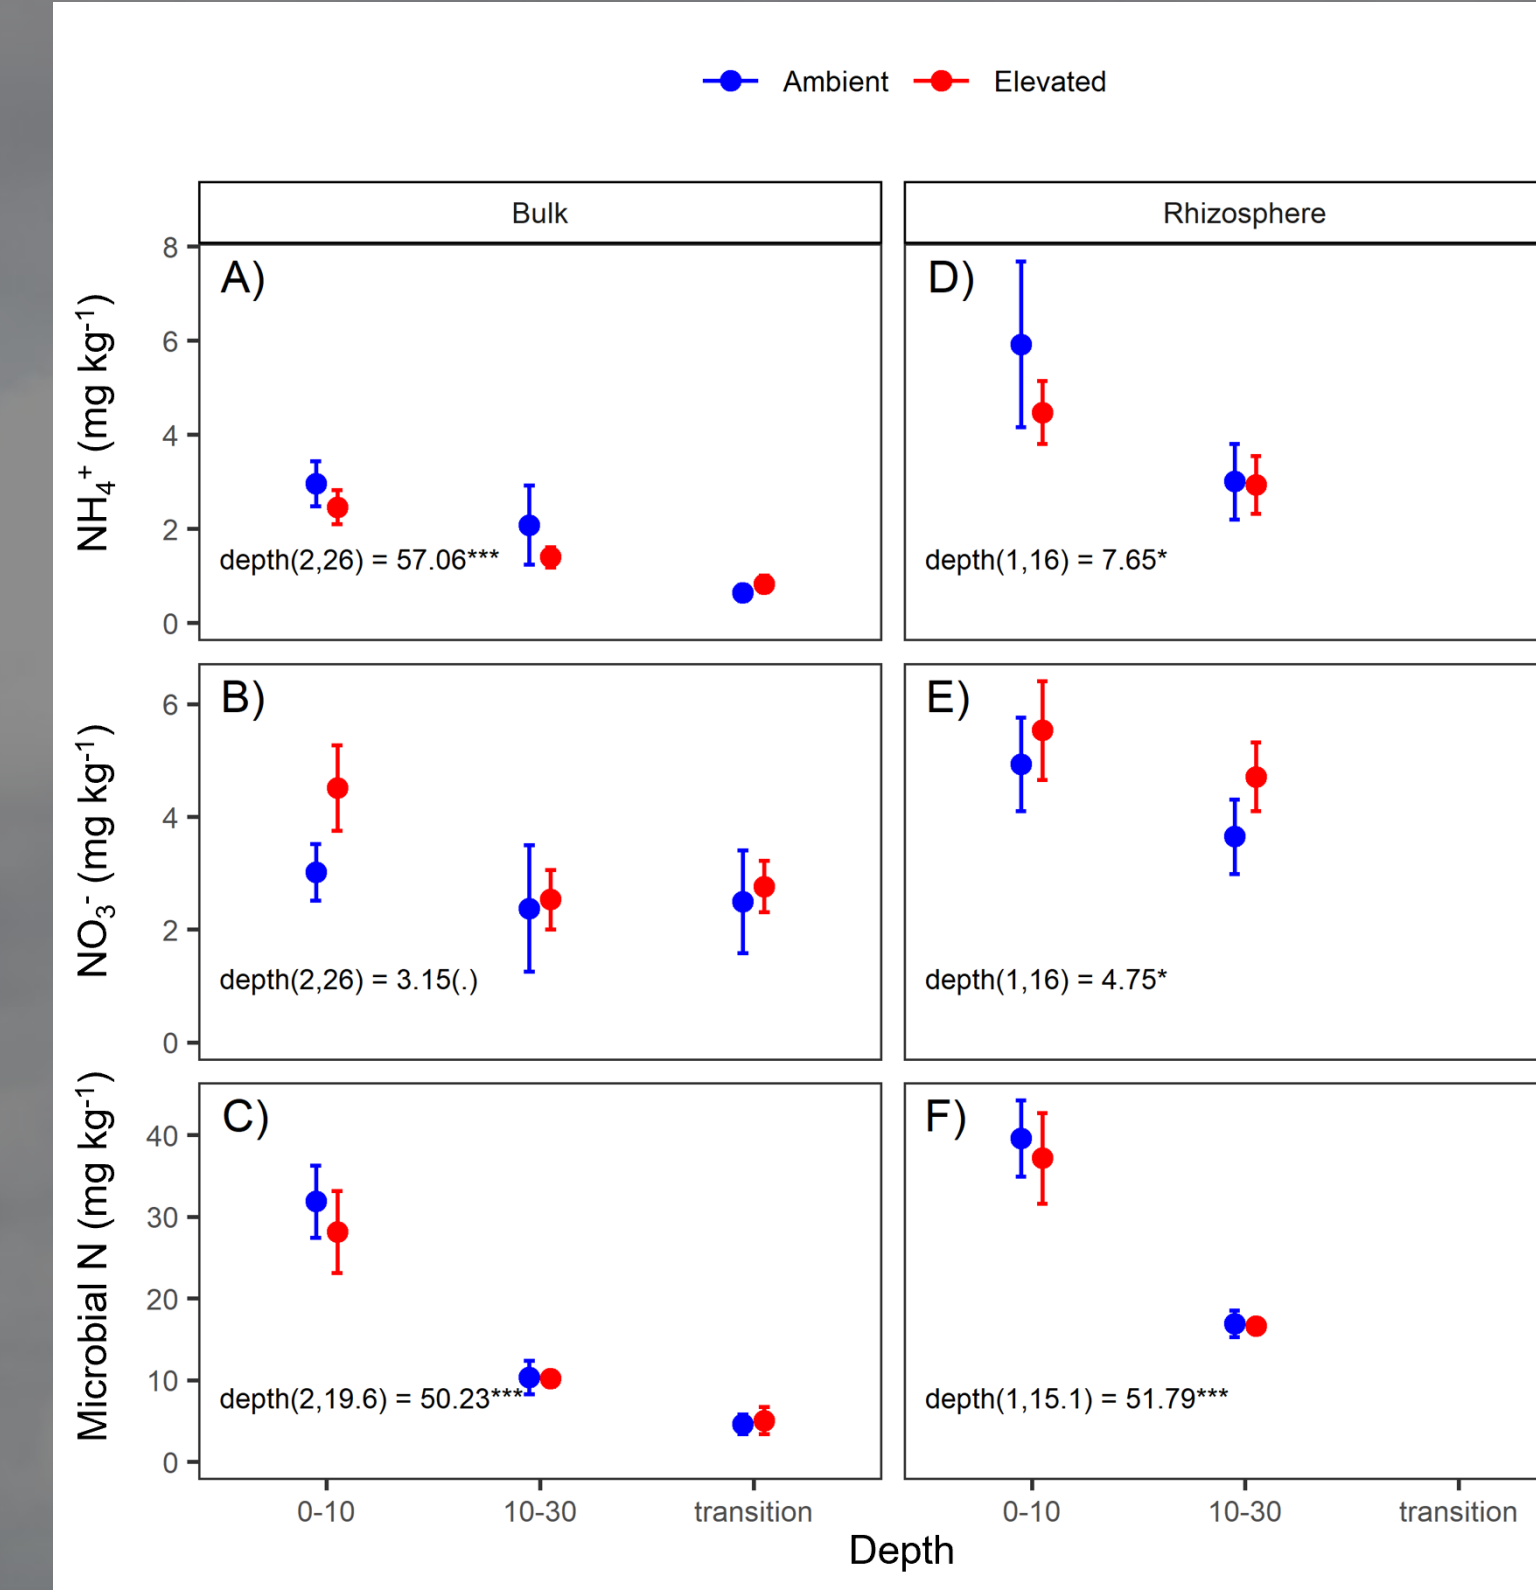 Ambient Elevated
Bulk Rhizosphere
NH₄⁺ (mg kg⁻¹)
8
6
4
2
0
A)
depth(2,26) = 57.06***
D)
depth(1,16) = 7.65*
NO₃⁻ (mg kg⁻¹)
6
4
2
0
B)
depth(2,26) = 3.15(.)
E)
depth(1,16) = 4.75*
Microbial N (mg kg⁻¹)
40
30
20
10
0
C)
depth(2,19.6) = 50.23***
F)
depth(1,15.1) = 51.79***
0-10 10-30 transition 0-10 10-30 transition
Depth